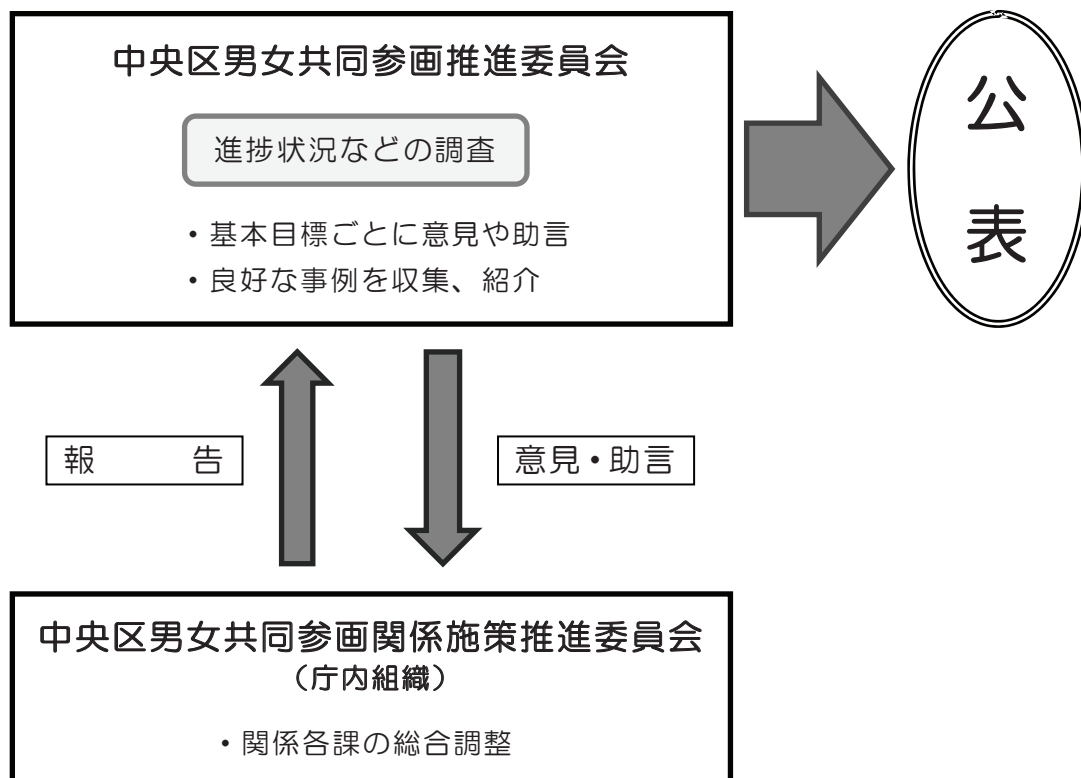 中央区男女共同参画推進委員会
進捗状況などの調査
・基本目標ごとに意見や助言
・良好な事例を収集、紹介
公表
報　告
意見・助言
中央区男女共同参画関係施策推進委員会
（庁内組織）
・関係各課の総合調整